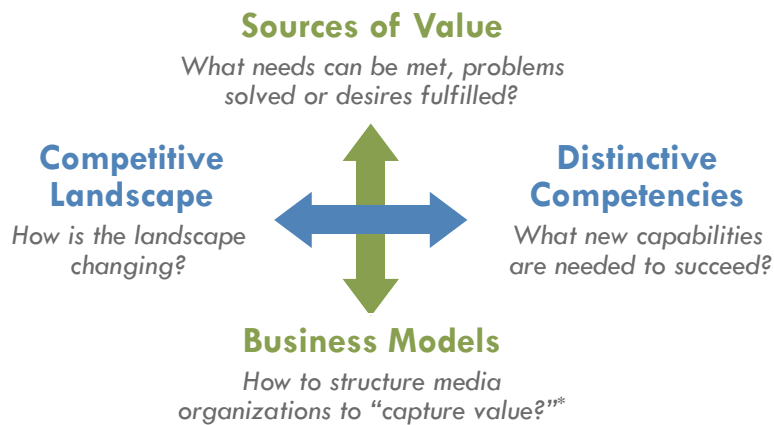 Sources of Value
What needs can be met, problems
solved or desires fulfilled?
Competitive
Landscape
How is the landscape
changing?
Distinctive
Competencies
What new capabilities
are needed to succeed?
Business Models
How to structure media
organizations to “capture value?”*